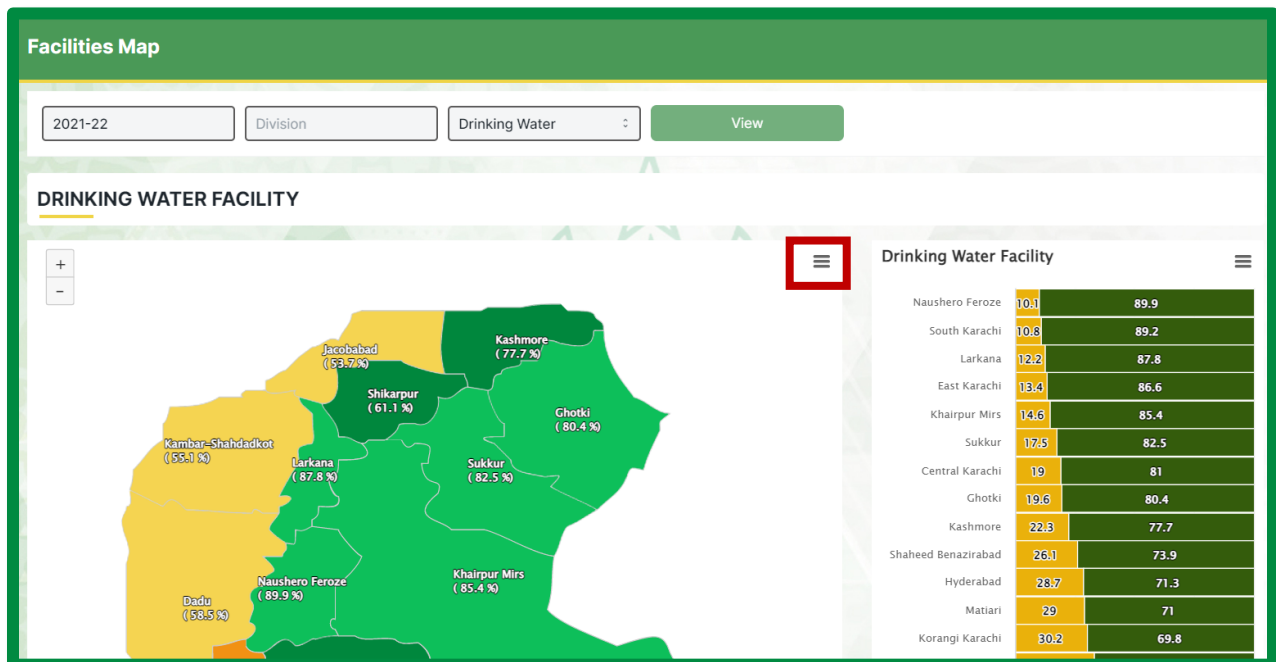 Facilities Map
2021-22 Division Drinking Water View
DRINKING WATER FACILITY
+
−
Jacobabad
( 53.7 %)
Kashmore
( 77.7 %)
Shikarpur
( 61.1 %)
Ghotki
( 80.4 %)
Kambar-Shahdadkot
( 55.1 %)
Larkana
( 87.8 %)
Sukkur
( 82.5 %)
Naushero Feroze
( 89.9 %)
Khairpur Mirs
( 85.4 %)
Dadu
( 58.5 %)
Drinking Water Facility
Naushero Feroze 10.1 89.9
South Karachi 10.8 89.2
Larkana 12.2 87.8
East Karachi 13.4 86.6
Khairpur Mirs 14.6 85.4
Sukkur 17.5 82.5
Central Karachi 19 81
Ghotki 19.6 80.4
Kashmore 22.3 77.7
Shaheed Benazirabad 26.1 73.9
Hyderabad 28.7 71.3
Matiari 29 71
Korangi Karachi 30.2 69.8